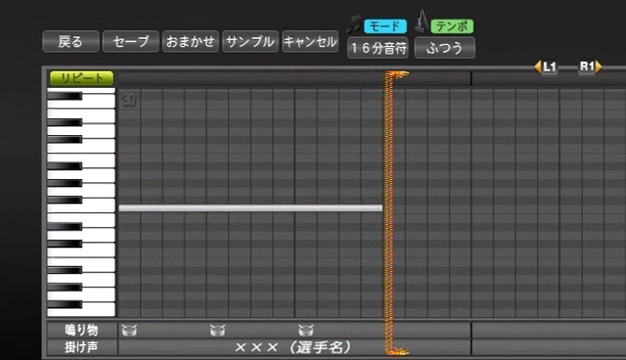 モード テンポ
戻る セーブ おまかせ サンプル キャンセル 16分音符 ふつう
L1 R1
リピート
30
鳴り物
掛け声 ×××（選手名）